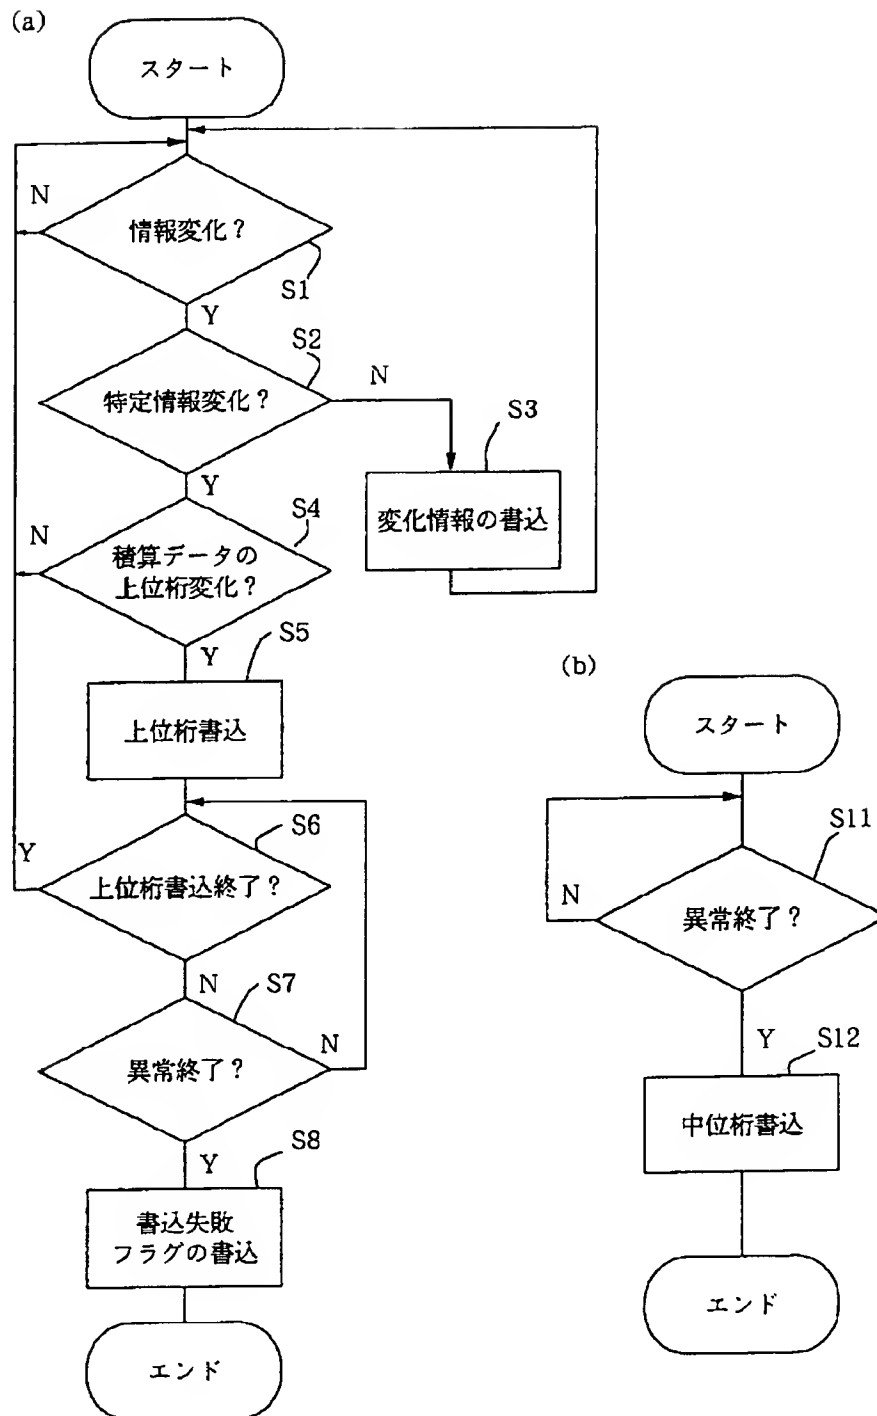 (a)
スタート
N
情報変化？
S1
Y
S2
N
特定情報変化？
S3
変化情報の書込
Y
S4
N
積算データの
上位桁変化？
Y
S5
上位桁書込
S6
Y
上位桁書込終了？
N
S7
N
異常終了？
Y
S8
書込失敗
フラグの書込
エンド
(b)
スタート
S11
N
異常終了？
Y
S12
中位桁書込
エンド